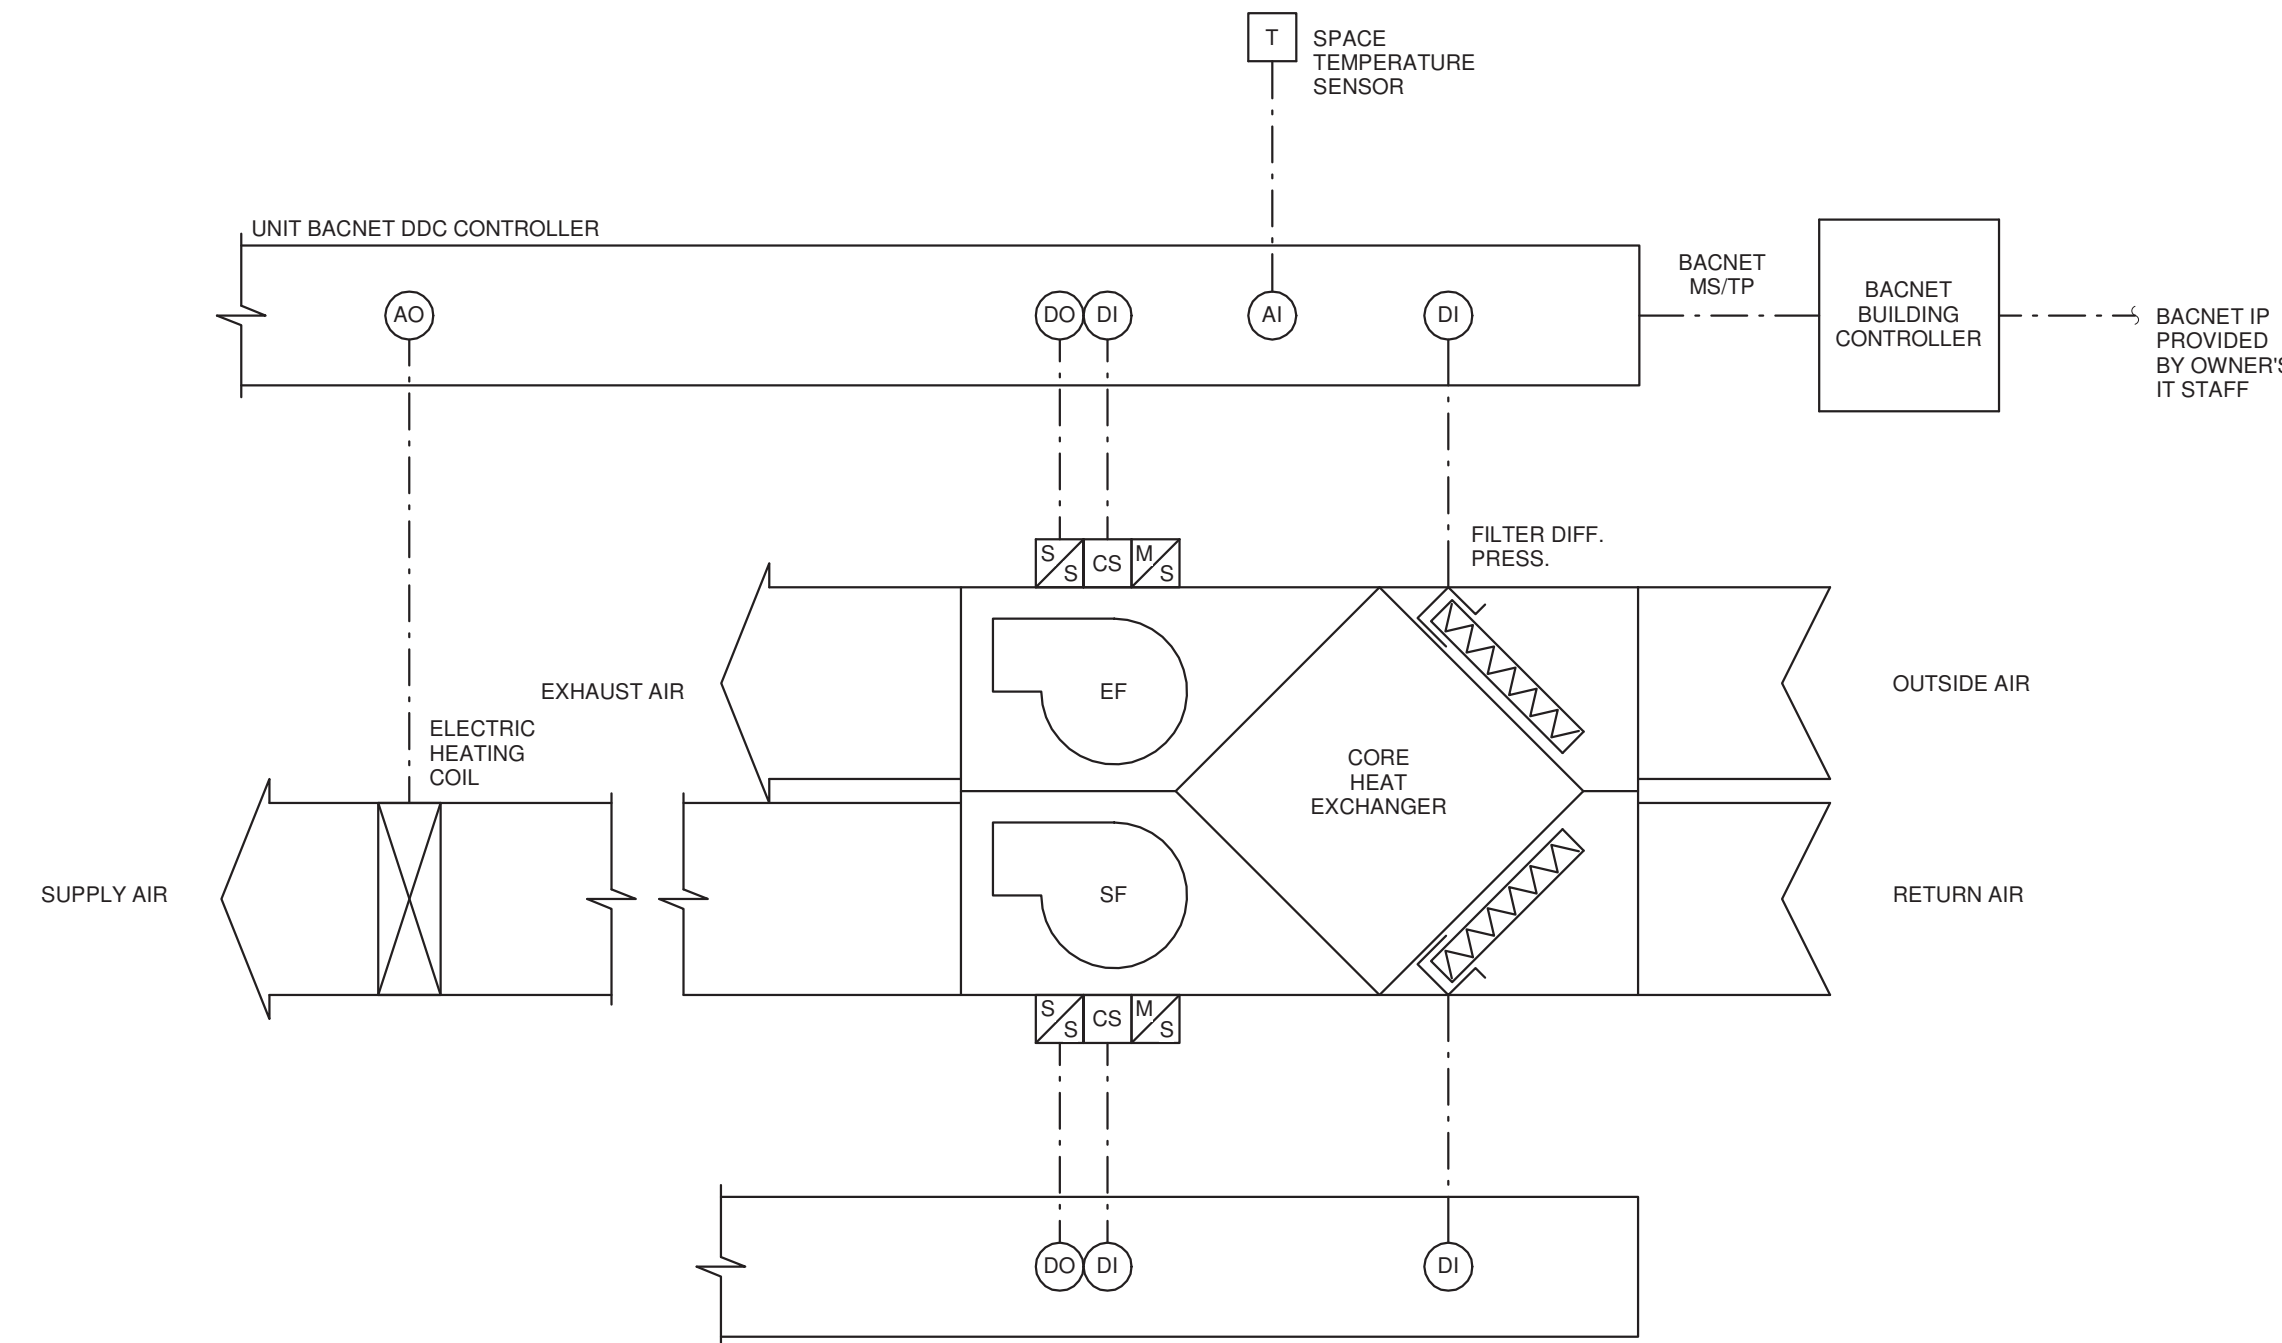 T
SPACE
TEMPERATURE
SENSOR
UNIT BACNET DDC CONTROLLER
AO
DO
DI
AI
DI
BACNET
MS/TP
BACNET
BUILDING
CONTROLLER
BACNET IP
PROVIDED
BY OWNER'S
IT STAFF
FILTER DIFF.
PRESS.
S
S
CS
M
S
EXHAUST AIR
EF
OUTSIDE AIR
ELECTRIC
HEATING
COIL
CORE
HEAT
EXCHANGER
SUPPLY AIR
SF
RETURN AIR
S
S
CS
M
S
DO
DI
DI